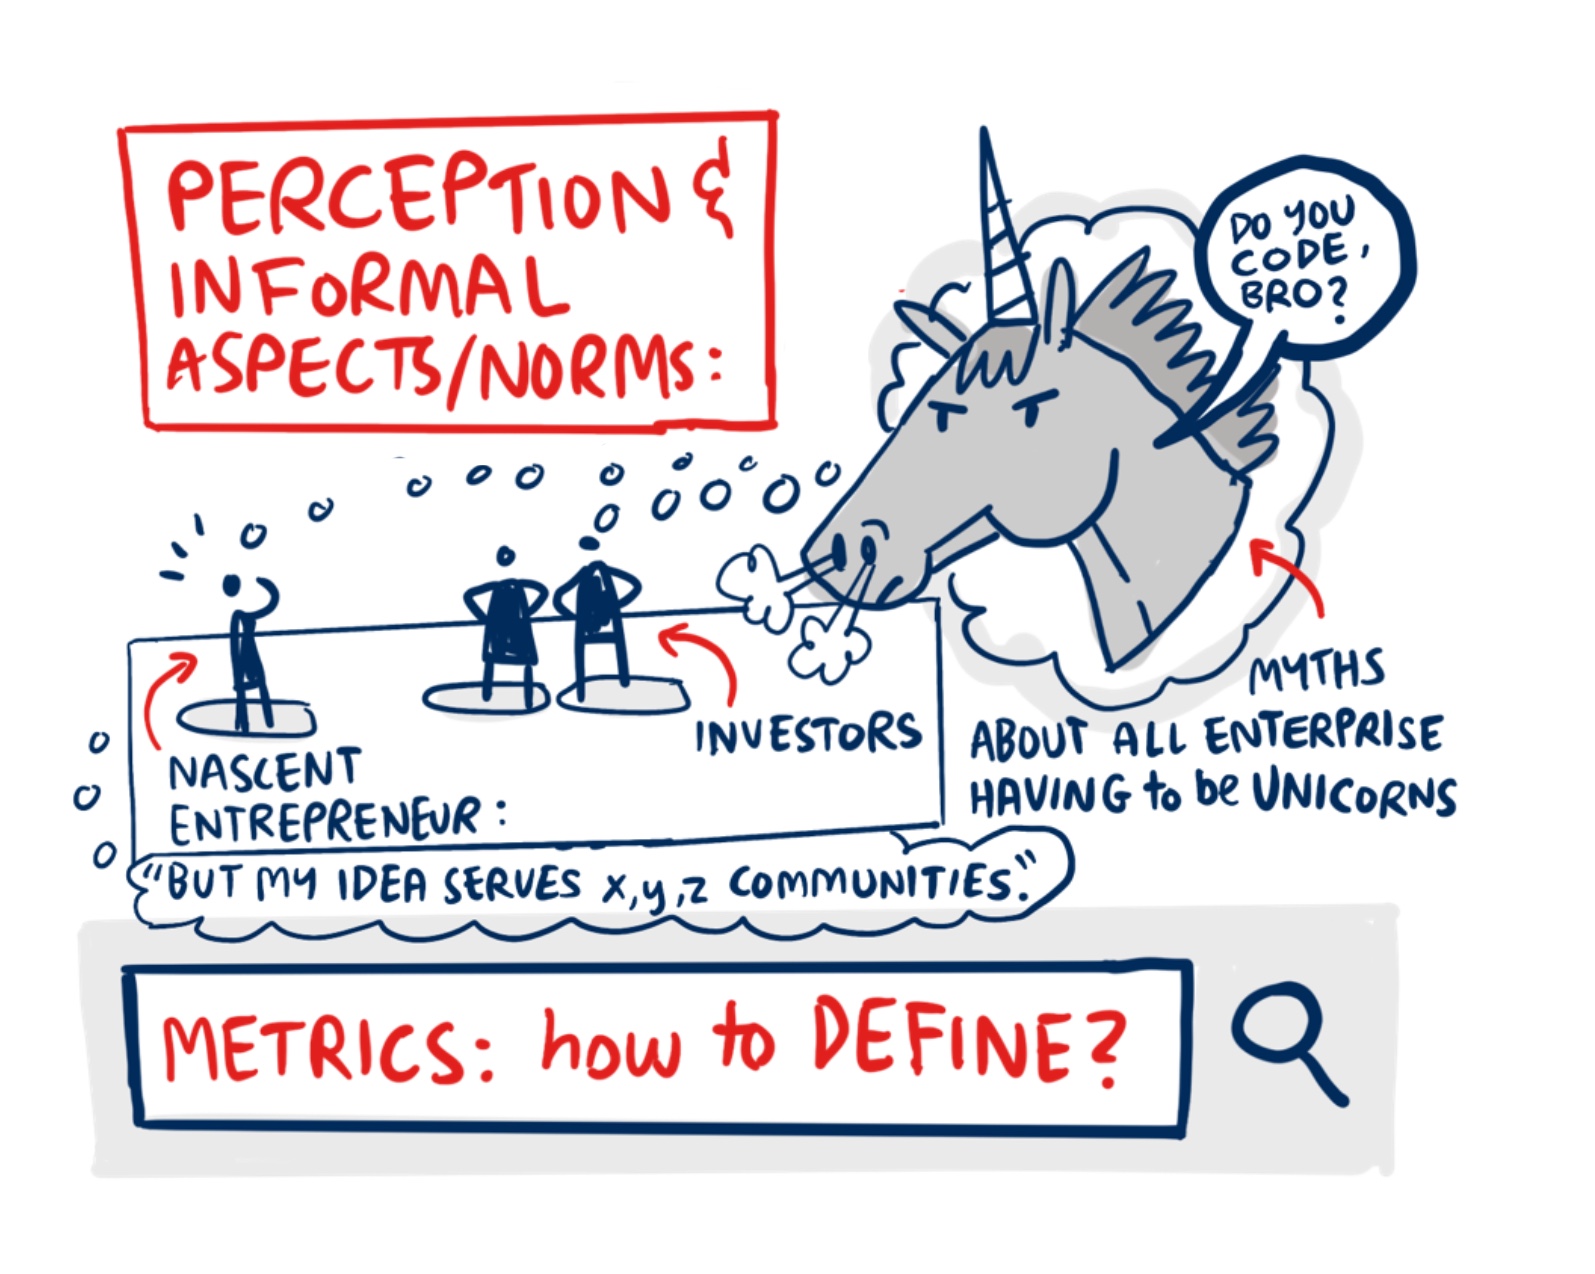 PERCEPTION &
INFORMAL
ASPECTS/NORMS:
DO YOU
CODE,
BRO?
INVESTORS
NASCENT
ENTREPRENEUR:
MYTHS
ABOUT ALL ENTERPRISE
HAVING to be UNICORNS
"BUT MY IDEA SERVES x,y,z COMMUNITIES."
METRICS: how to DEFINE?